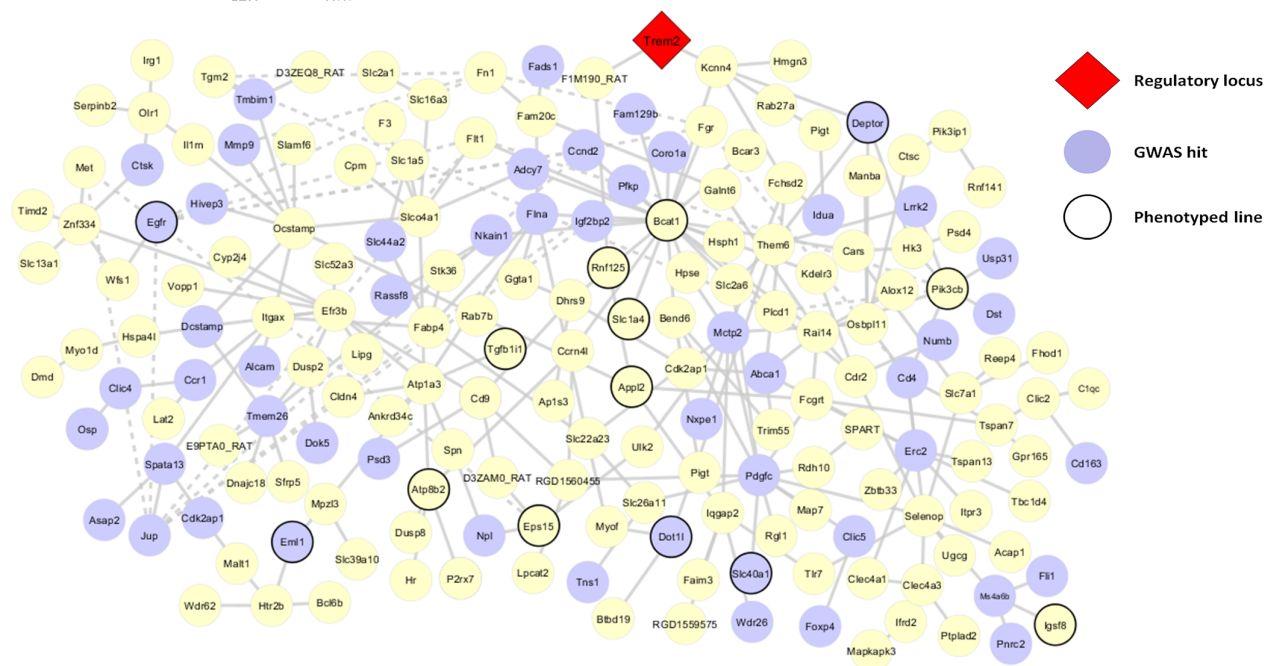 Trem2
Irg1
Tgm2
D3ZEQ8_RAT
Slc2a1
Fn1
Fads1
F1M190_RAT
Kcnn4
Hmgn3
Regulatory locus
Serpinb2
Olr1
Tmbim1
Slc16a3
Fam20c
Fam129b
Rab27a
Il1rn
Mmp9
Slamf6
F3
Flt1
Fgr
Pigt
Deptor
Pik3ip1
Met
Ctsk
Cpm
Slc1a5
Adcy7
Ccnd2
Coro1a
Bcar3
Manba
Ctsc
GWAS hit
Pfkp
Galnt6
Fchsd2
Rnf141
Timd2
Znf334
Egfr
Hivep3
Ocstamp
Slco4a1
Flna
Igf2bp2
Bcat1
Idua
Lrrk2
Phenotyped line
Slc13a1
Wfs1
Cyp2j4
Slc44a2
Nkain1
Hsph1
Them6
Cars
Hk3
Psd4
Usp31
Vopp1
Slc52a3
Rassf8
Stk36
Ggta1
Rnf125
Hpse
Slc2a6
Kdelr3
Alox12
Pik3cb
Dst
Myo1d
Hspa4l
Dcstamp
Itgax
Efr3b
Fabp4
Rab7b
Dhrs9
Slc1a4
Bend6
Mctp2
Plcd1
Rai14
Osbpl11
Numb
Dmd
Clic4
Ccr1
Alcam
Dusp2
Lipg
Tgfb1i1
Ccrn4l
Cdk2ap1
Abca1
Cdr2
Cd4
Reep4
Fhod1
Osp
Lat2
Tmem26
Cldn4
Atp1a3
Cd9
Ap1s3
Appl2
Fcgrt
Slc7a1
Clic2
C1qc
E9PTA0_RAT
Dok5
Ankrd34c
Slc22a23
Ulk2
Nxpe1
Trim55
SPART
Tspan7
Spata13
Dnajc18
Sfrp5
Psd3
Spn
D3ZAM0_RAT
RGD1560455
Pigt
Pdgfc
Rdh10
Erc2
Tspan13
Gpr165
Cd163
Asap2
Jup
Cdk2ap1
Mpzl3
Atp8b2
Slc26a11
Iqgap2
Map7
Zbtb33
Selenop
Itpr3
Tbc1d4
Eml1
Dusp8
Npl
Eps15
Myof
Dot1l
Rgl1
Clic5
Ugcg
Acap1
Malt1
Slc39a10
Hr
P2rx7
Lpcat2
Tns1
Faim3
Slc40a1
Tlr7
Clec4a1
Clec4a3
Ms4a6b
Fli1
Wdr62
Htr2b
Bcl6b
Btbd19
RGD1559575
Wdr26
Foxp4
Ifrd2
Ptplad2
Pnrc2
Igsf8
Mapkapk3